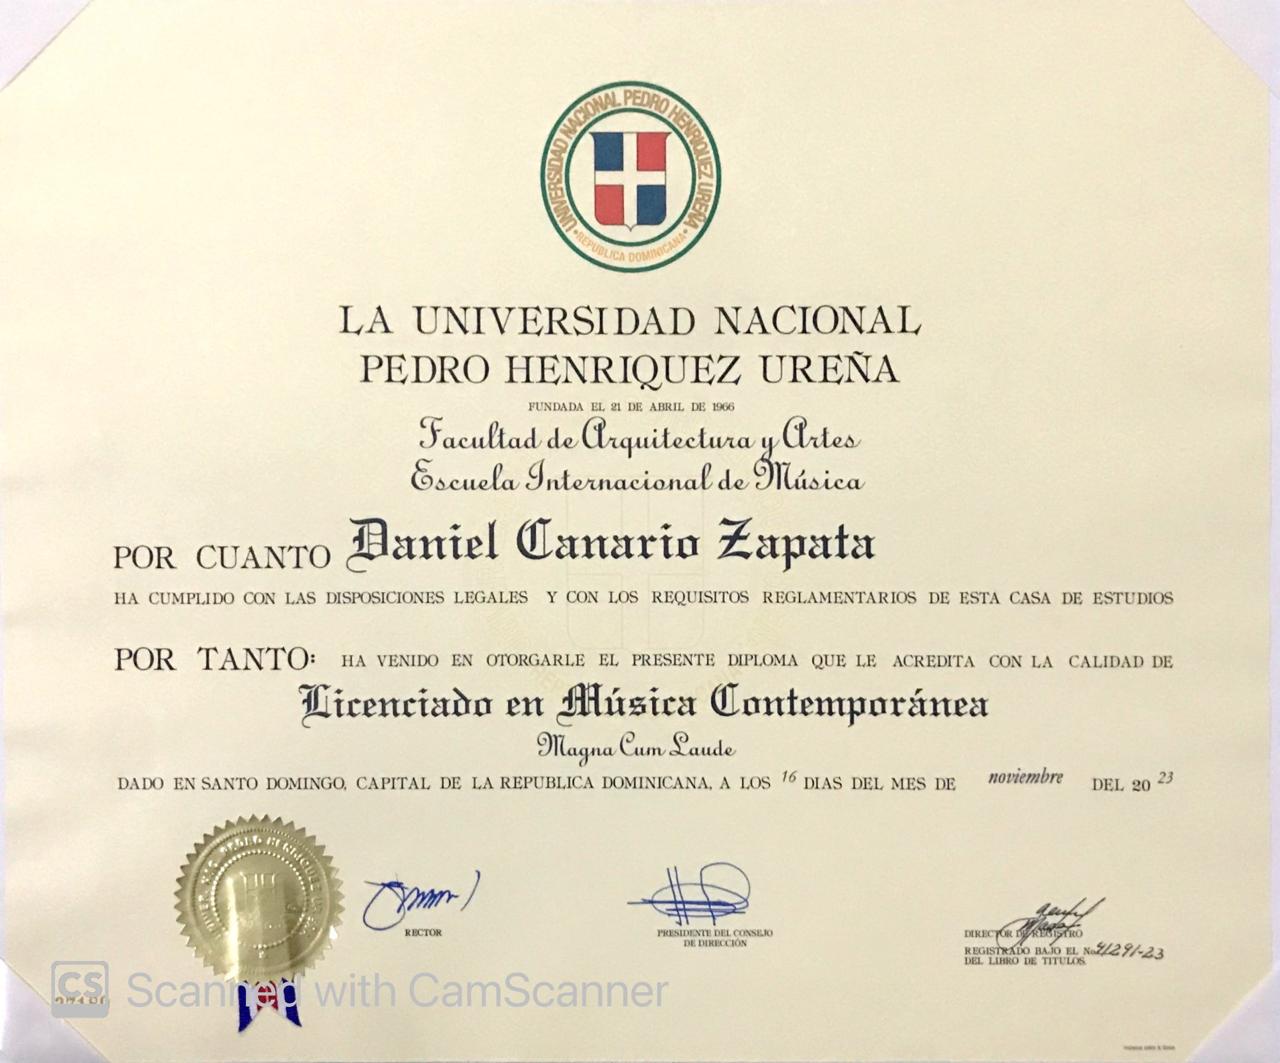 UNIVERSIDAD NACIONAL PEDRO HENRIQUEZ UREÑA
• REPUBLICA DOMINICANA •
LA UNIVERSIDAD NACIONAL
PEDRO HENRIQUEZ UREÑA
FUNDADA EL 21 DE ABRIL DE 1966
Facultad de Arquitectura y Artes
Escuela Internacional de Música
POR CUANTO Daniel Canario Zapata
HA CUMPLIDO CON LAS DISPOSICIONES LEGALES Y CON LOS REQUISITOS REGLAMENTARIOS DE ESTA CASA DE ESTUDIOS
POR TANTO: HA VENIDO EN OTORGARLE EL PRESENTE DIPLOMA QUE LE ACREDITA CON LA CALIDAD DE
Licenciado en Música Contemporánea
Magna Cum Laude
DADO EN SANTO DOMINGO, CAPITAL DE LA REPUBLICA DOMINICANA, A LOS 16 DIAS DEL MES DE noviembre DEL 20 23
PEDRO HENRIQUEZ
RECTOR
PRESIDENTE DEL CONSEJO
DE DIRECCIÓN
DIRECTOR DE REGISTRO
REGISTRADO BAJO EL No. 41291-23
DEL LIBRO DE TITULOS.
CS Scanned with CamScanner